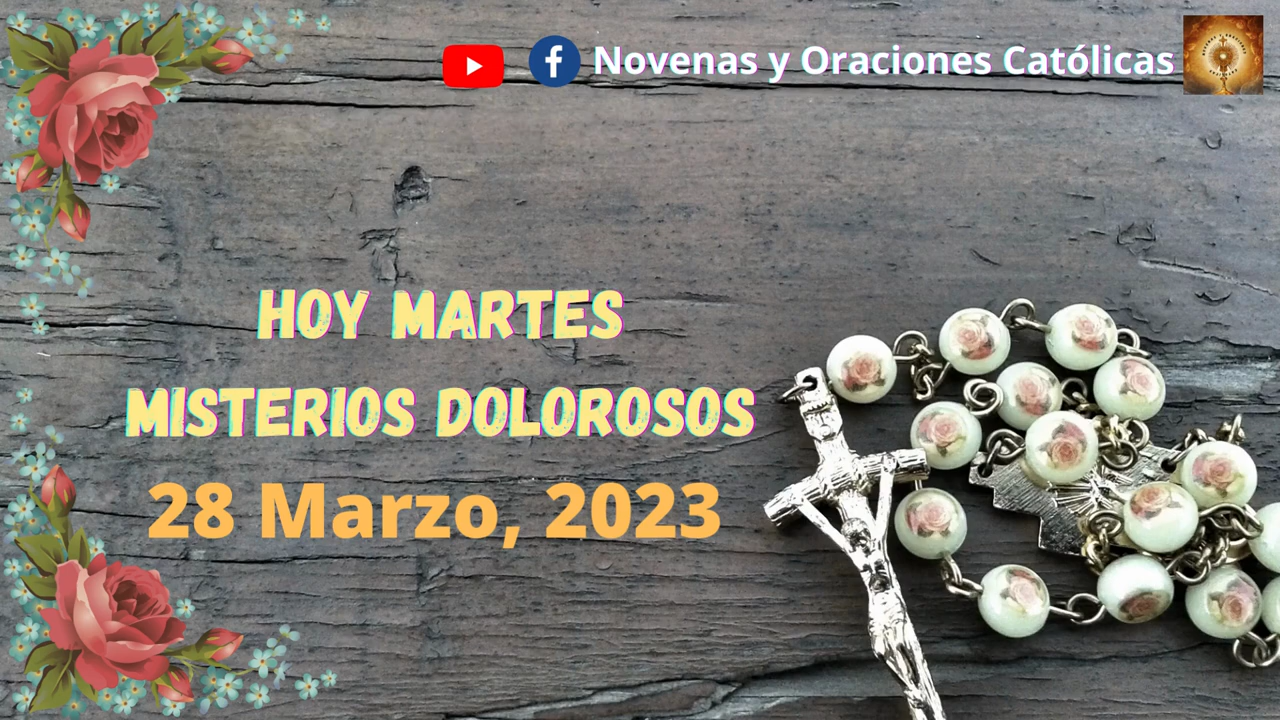 Novenas y Oraciones Católicas
HOY MARTES
MISTERIOS DOLOROSOS
28 Marzo, 2023